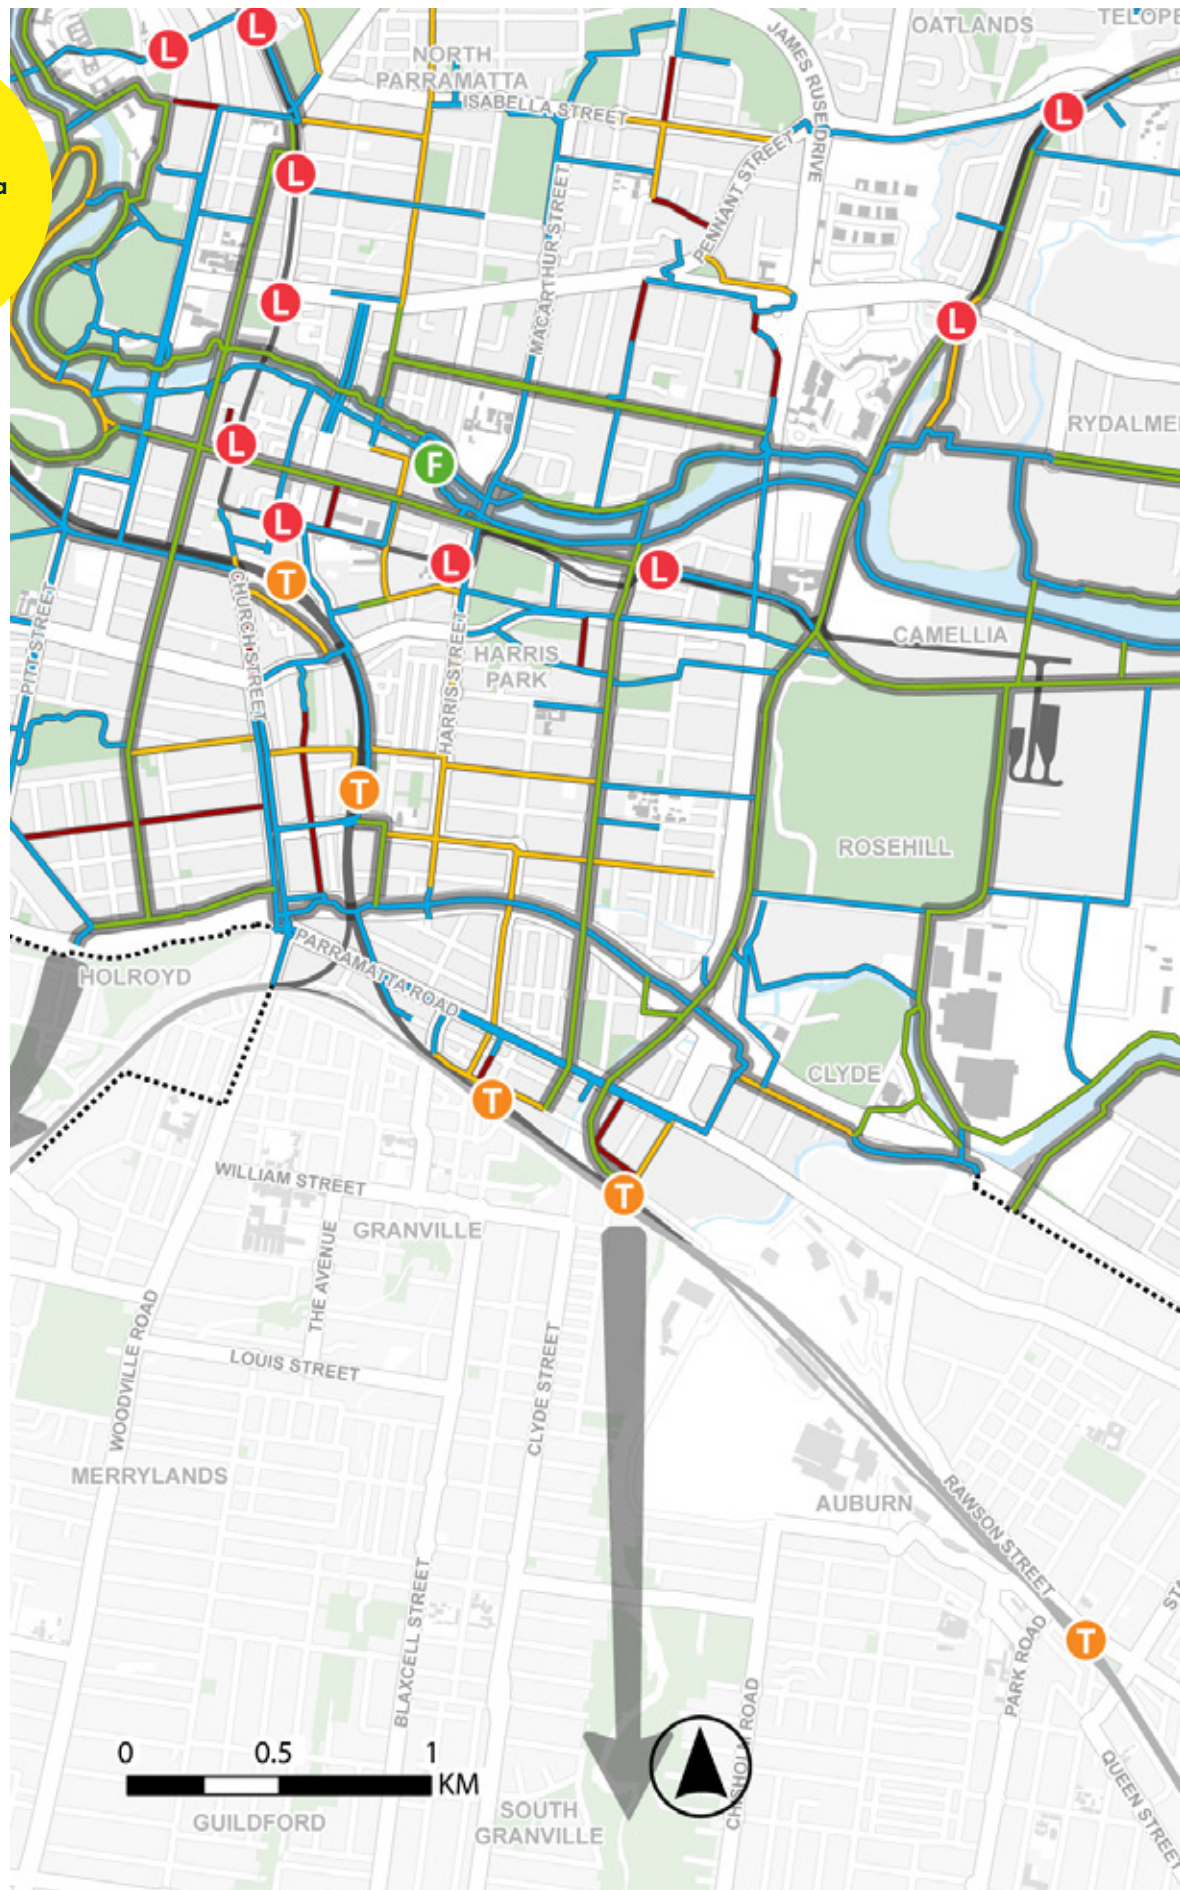 OATLANDS
TELOPE
L
L
NORTH
PARRAMATTA
JAMES RUSE DRIVE
ISABELLA STREET
L
PENNANT STREET
a
L
MACARTHUR STREET
L
L
RYDALME
L
F
L
T
L
L
PITT STREET
CHURCH STREET
HARRIS STREET
HARRIS
PARK
CAMELLIA
T
ROSEHILL
PARRAMATTA ROAD
HOLROYD
CLYDE
T
WILLIAM STREET
T
GRANVILLE
THE AVENUE
WOODVILLE ROAD
LOUIS STREET
CLYDE STREET
MERRYLANDS
AUBURN
RAWSON STREET
STA
BLAXCELL STREET
T
PARK ROAD
CHISHOLM ROAD
0 0.5 1
KM
QUEEN STREET
GUILDFORD
SOUTH
GRANVILLE